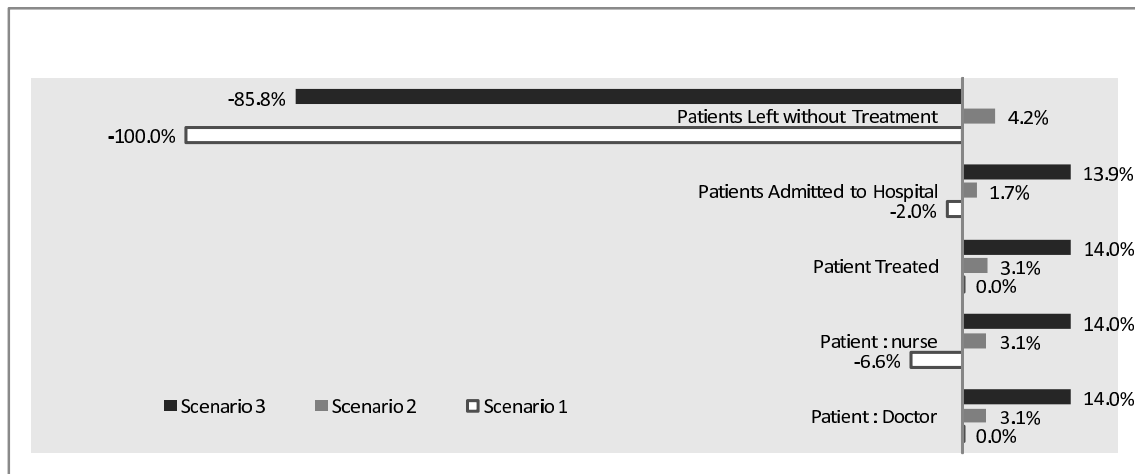 -85.8%
Patients Left without Treatment
4.2%
-100.0%
13.9%
Patients Admitted to Hospital
1.7%
-2.0%
14.0%
Patient Treated
3.1%
0.0%
14.0%
Patient : nurse
3.1%
-6.6%
14.0%
Scenario 3 Scenario 2 Scenario 1
Patient : Doctor
3.1%
0.0%